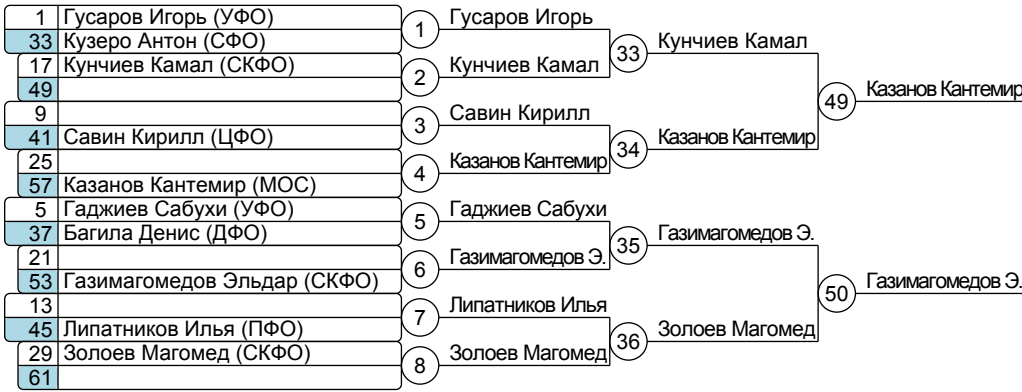 1 Гусаров Игорь (УФО)
33 Кузеро Антон (СФО)
17 Кунчиев Камал (СКФО)
49
9
41 Савин Кирилл (ЦФО)
25
57 Казанов Кантемир (МОС)
5 Гаджиев Сабухи (УФО)
37 Багила Денис (ДФО)
21
53 Газимагомедов Эльдар (СКФО)
13
45 Липатников Илья (ПФО)
29 Золоев Магомед (СКФО)
61
1 Гусаров Игорь
2 Кунчиев Камал
3 Савин Кирилл
4 Казанов Кантемир
5 Гаджиев Сабухи
6 Газимагомедов Э.
7 Липатников Илья
8 Золоев Магомед
33 Кунчиев Камал
34 Казанов Кантемир
35 Газимагомедов Э.
36 Золоев Магомед
49 Казанов Кантемир
50 Газимагомедов Э.